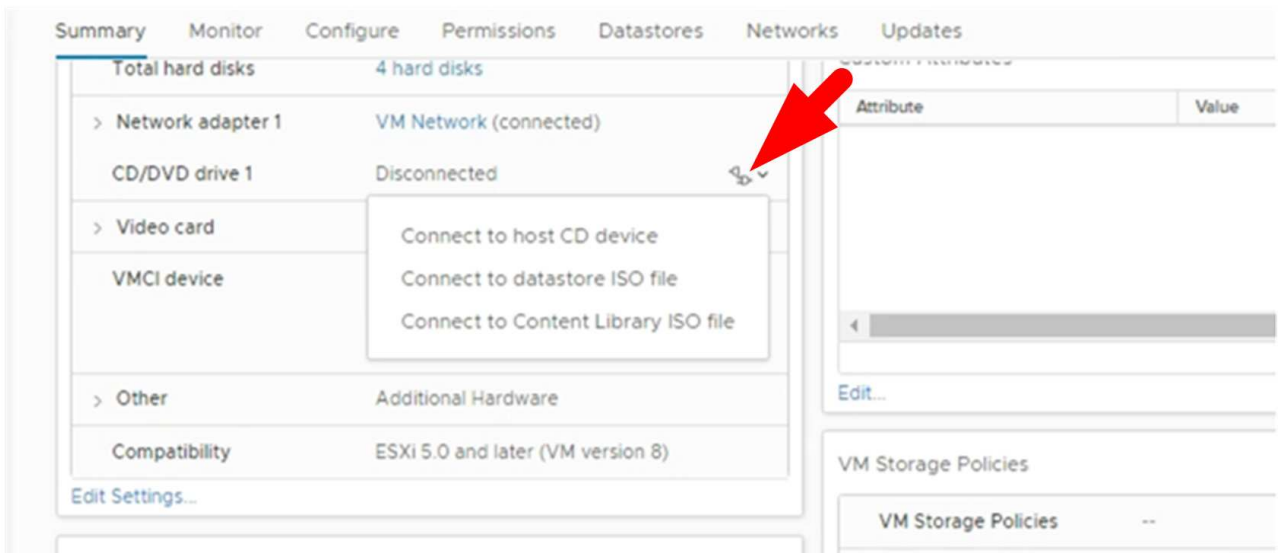 Summary Monitor Configure Permissions Datastores Networks Updates
Total hard disks 4 hard disks
Network adapter 1 VM Network (connected)
CD/DVD drive 1 Disconnected
Connect to host CD device
Connect to datastore ISO file
Connect to Content Library ISO file
Video card
VMCI device
Other Additional Hardware
Compatibility ESXi 5.0 and later (VM version 8)
Edit Settings...
Custom Attributes
Attribute Value
Edit...
VM Storage Policies
VM Storage Policies --